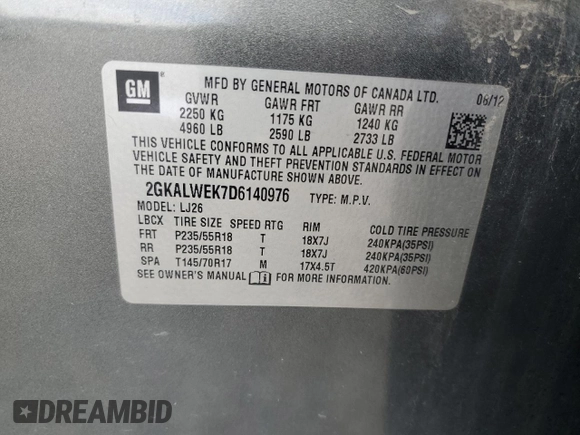 GM ®
MFD BY GENERAL MOTORS OF CANADA LTD. 06/12
GVWR GAWR FRT GAWR RR
2250 KG 1175 KG 1240 KG
4960 LB 2590 LB 2733 LB
THIS VEHICLE CONFORMS TO ALL APPLICABLE U.S. FEDERAL MOTOR
VEHICLE SAFETY AND THEFT PREVENTION STANDARDS IN EFFECT ON
THE DATE OF MANUFACTURE SHOWN ABOVE.
2GKALWEK7D6140976 TYPE: M.P.V.
MODEL: LJ26
LBCX TIRE SIZE SPEED RTG RIM COLD TIRE PRESSURE
FRT P235/55R18 T 18X7J 240KPA(35PSI)
RR P235/55R18 T 18X7J 240KPA(35PSI)
SPA T145/70R17 M 17X4.5T 420KPA(60PSI)
SEE OWNER'S MANUAL i FOR MORE INFORMATION.
DREAMBID